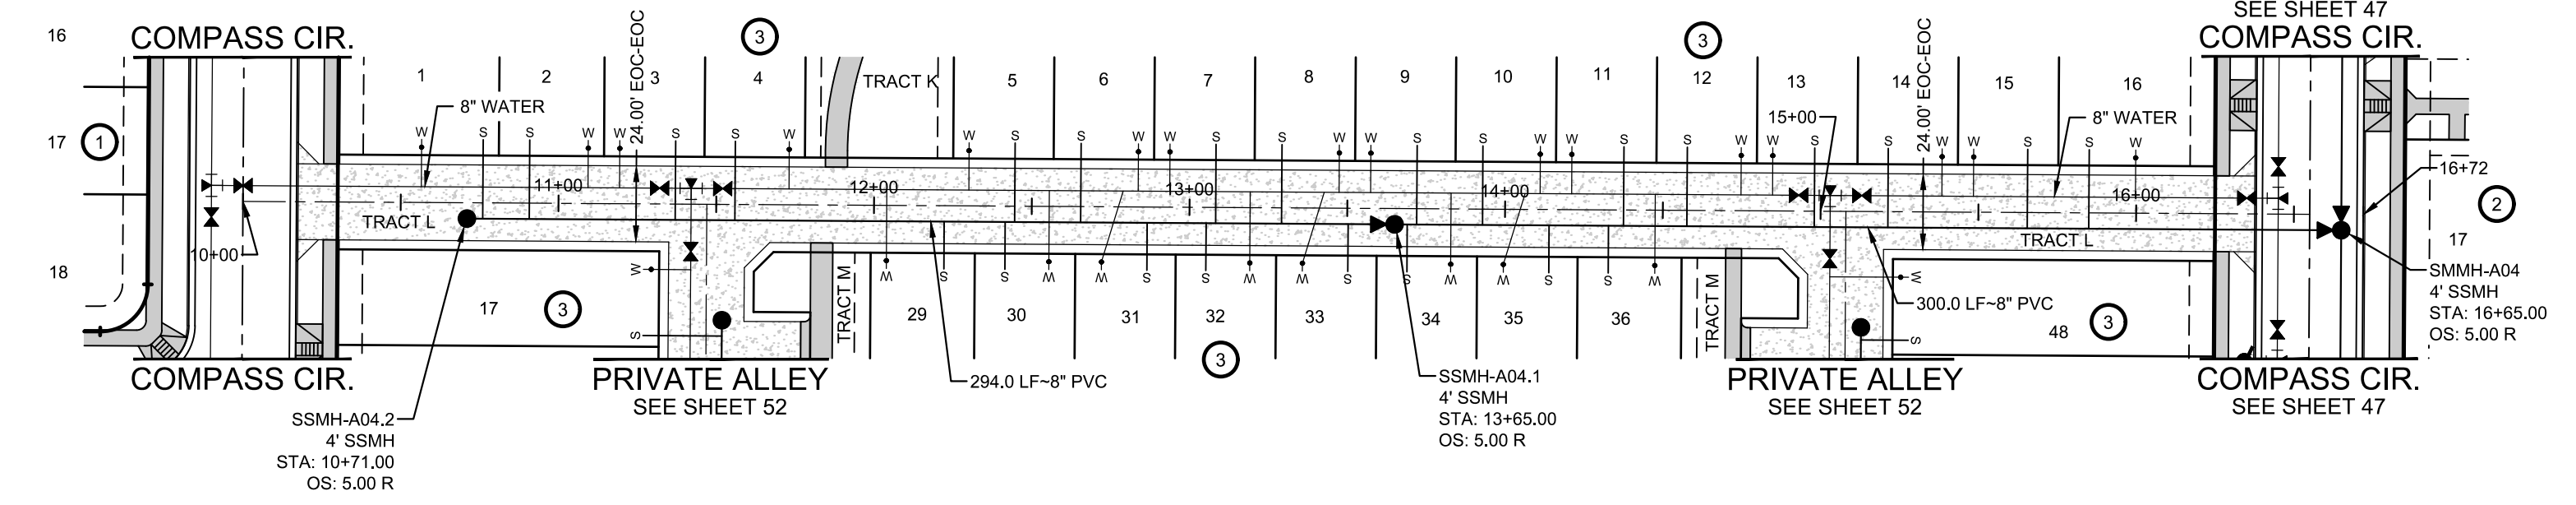 SEE SHEET 47
COMPASS CIR.
COMPASS CIR.
16
17
18
1
24.00' EOC-EOC
3
3
24.00' EOC-EOC
1
2
3
4
TRACT K
5
6
7
8
9
10
11
12
13
14
15
16
8" WATER
15+00
8" WATER
W
S
S
W
W
S
S
W
W
S
S
W
W
S
S
W
W
S
S
W
W
S
S
W
W
S
S
W
W
S
S
W
10+00
11+00
12+00
13+00
14+00
16+00
16+72
2
17
TRACT L
TRACT L
W
S
W
S
S
W
W
S
S
W
W
S
S
W
W
S
S
W
W
S
17
3
TRACT M
29
30
31
32
33
34
35
36
3
TRACT M
48
3
300.0 LF~8" PVC
294.0 LF~8" PVC
SMMH-A04
4' SSMH
STA: 16+65.00
OS: 5.00 R
COMPASS CIR.
PRIVATE ALLEY
SEE SHEET 52
PRIVATE ALLEY
SEE SHEET 52
COMPASS CIR.
SEE SHEET 47
SSMH-A04.2
4' SSMH
STA: 10+71.00
OS: 5.00 R
SSMH-A04.1
4' SSMH
STA: 13+65.00
OS: 5.00 R